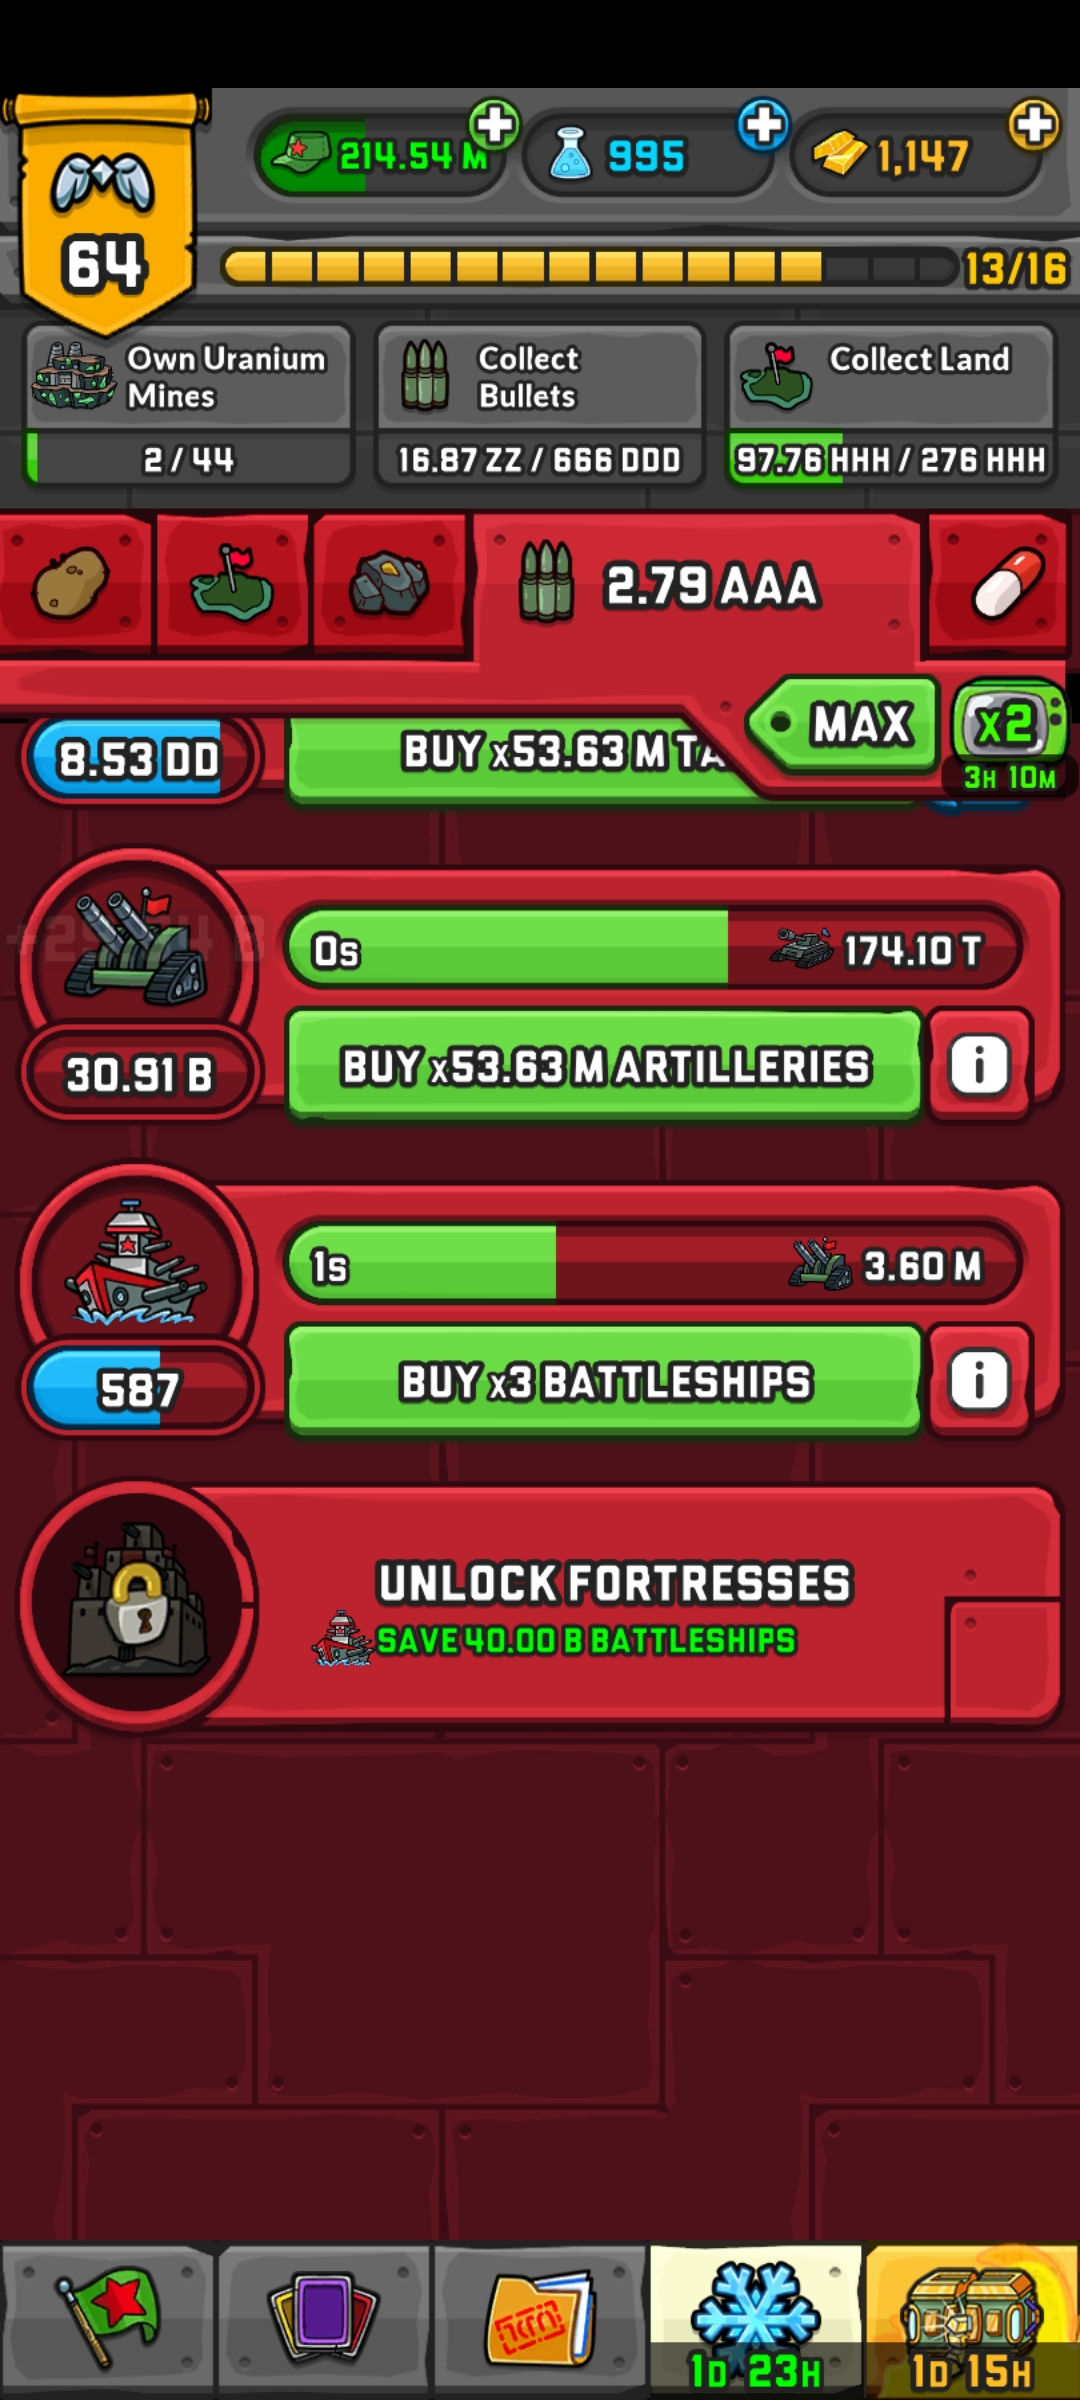 64
214.54 M
995
1,147
13/16
Own Uranium
Mines
2 / 44
Collect
Bullets
16.87 ZZ / 666 DDD
Collect Land
97.76 HHH / 276 HHH
2.79 AAA
MAX
x2
3H 10M
8.53 DD
BUY x53.63 M TA
0s
174.10 T
30.91 B
BUY x53.63 M ARTILLERIES
i
1s
3.60 M
587
BUY x3 BATTLESHIPS
i
UNLOCK FORTRESSES
SAVE 40.00 B BATTLESHIPS
1D 23H
1D 15H